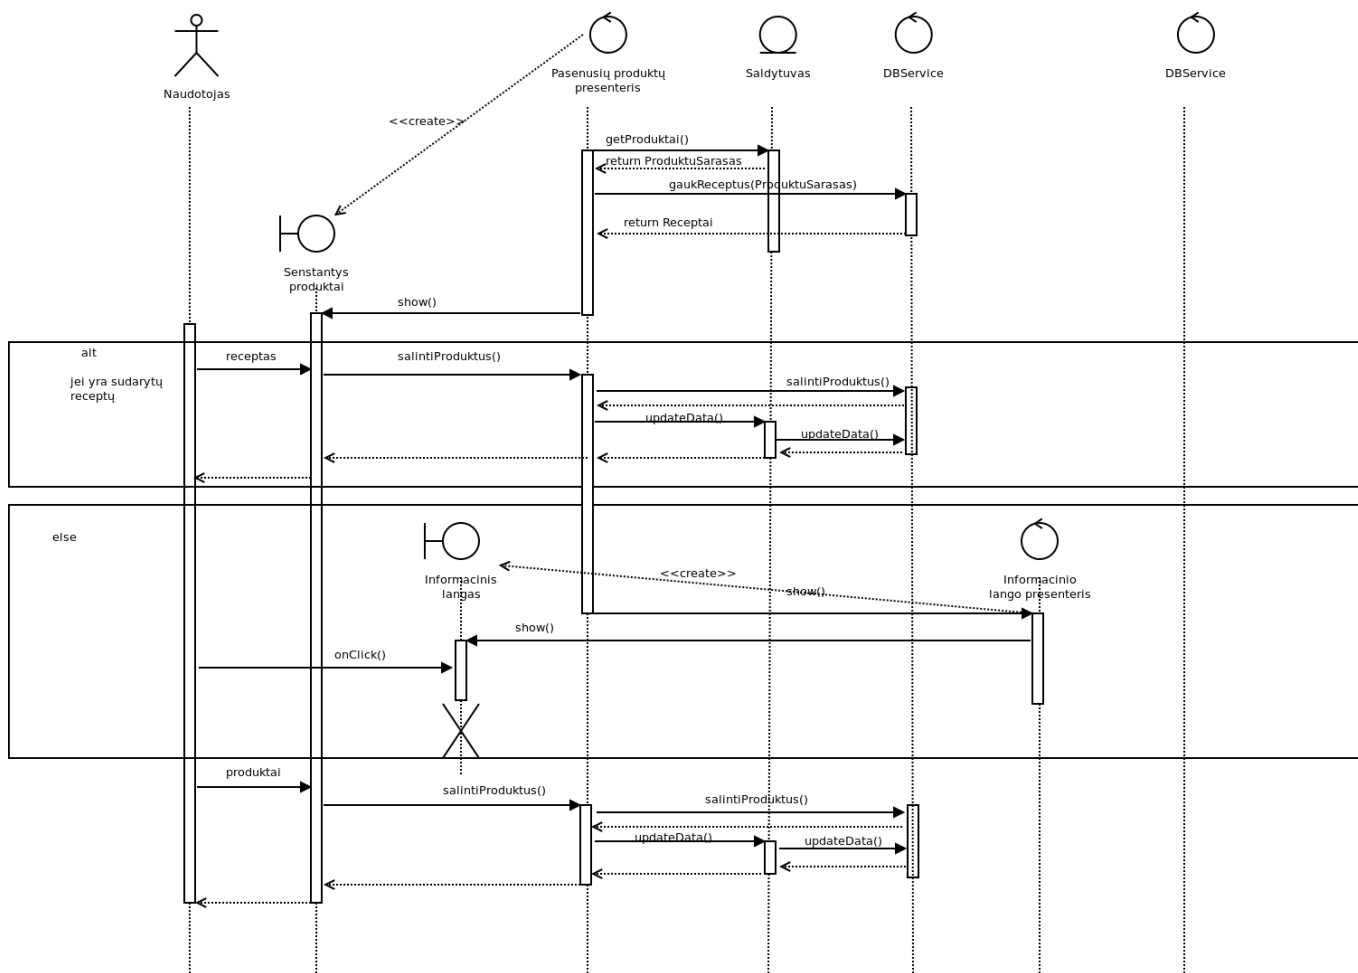 Naudotojas
Pasenusių produktų
presenteris
Saldytuvas
DBService
DBService
<<create>>
getProduktai()
return ProduktuSarasas
gaukReceptus(ProduktuSarasas)
return Receptai
Senstantys
produktai
show()
alt
jei yra sudarytų
receptų
receptas
salintiProduktus()
salintiProduktus()
updateData()
updateData()
else
Informacinis
langas
<<create>>
show()
Informacinio
lango presenteris
show()
onClick()
produktai
salintiProduktus()
salintiProduktus()
updateData()
updateData()